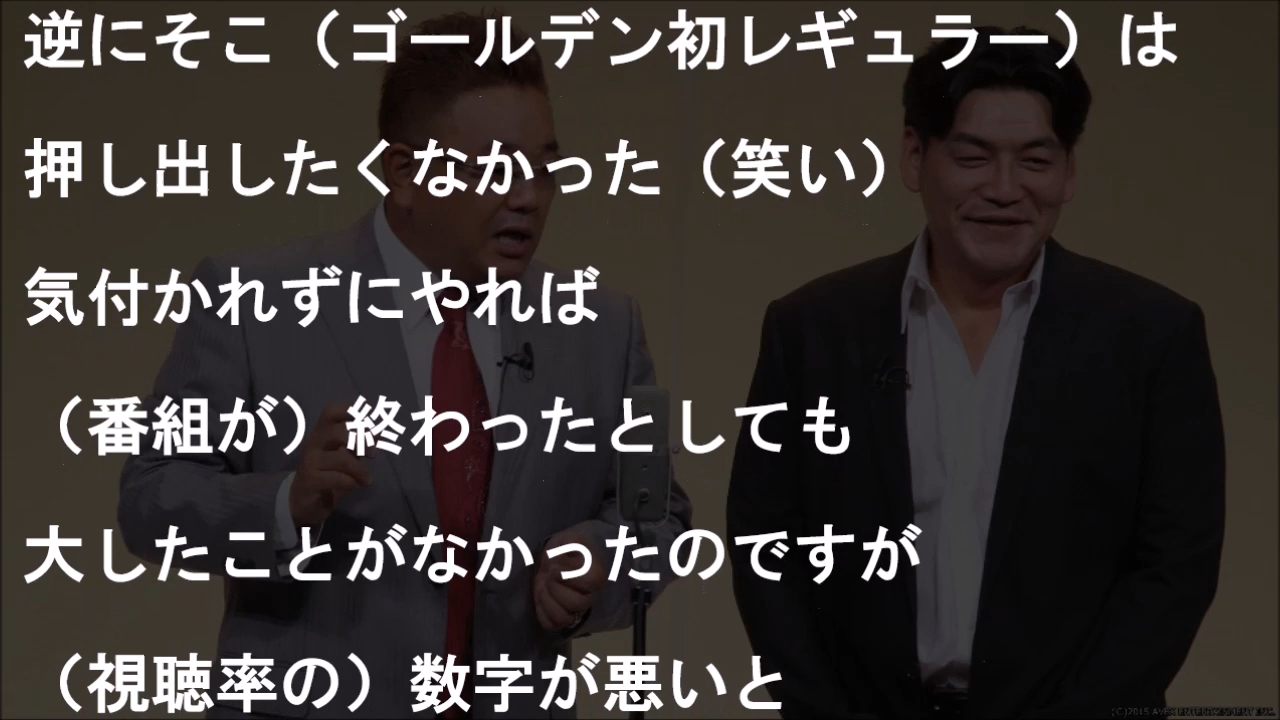 逆にそこ（ゴールデン初レギュラー）は
押し出したくなかった（笑い）
気付かれずにやれば
（番組が）終わったとしても
大したことがなかったのですが
（視聴率の）数字が悪いと